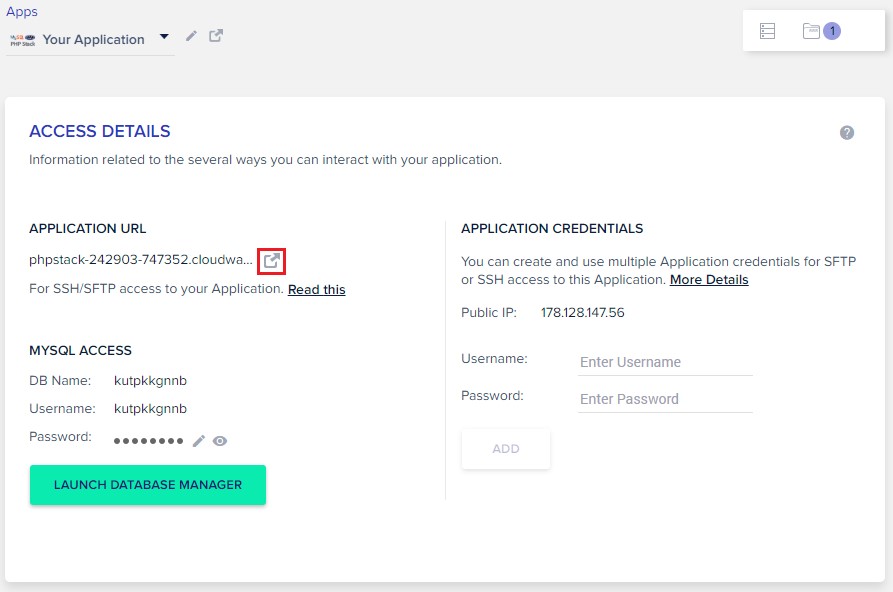 Apps
MySQL PHP Stack Your Application
1
ACCESS DETAILS
?
Information related to the several ways you can interact with your application.
APPLICATION URL
phpstack-242903-747352.cloudwa...
For SSH/SFTP access to your Application. Read this
MYSQL ACCESS
DB Name: kutpkkgnnb
Username: kutpkkgnnb
Password: ●●●●●●●●
LAUNCH DATABASE MANAGER
APPLICATION CREDENTIALS
You can create and use multiple Application credentials for SFTP
or SSH access to this Application. More Details
Public IP: 178.128.147.56
Username: Enter Username
Password: Enter Password
ADD